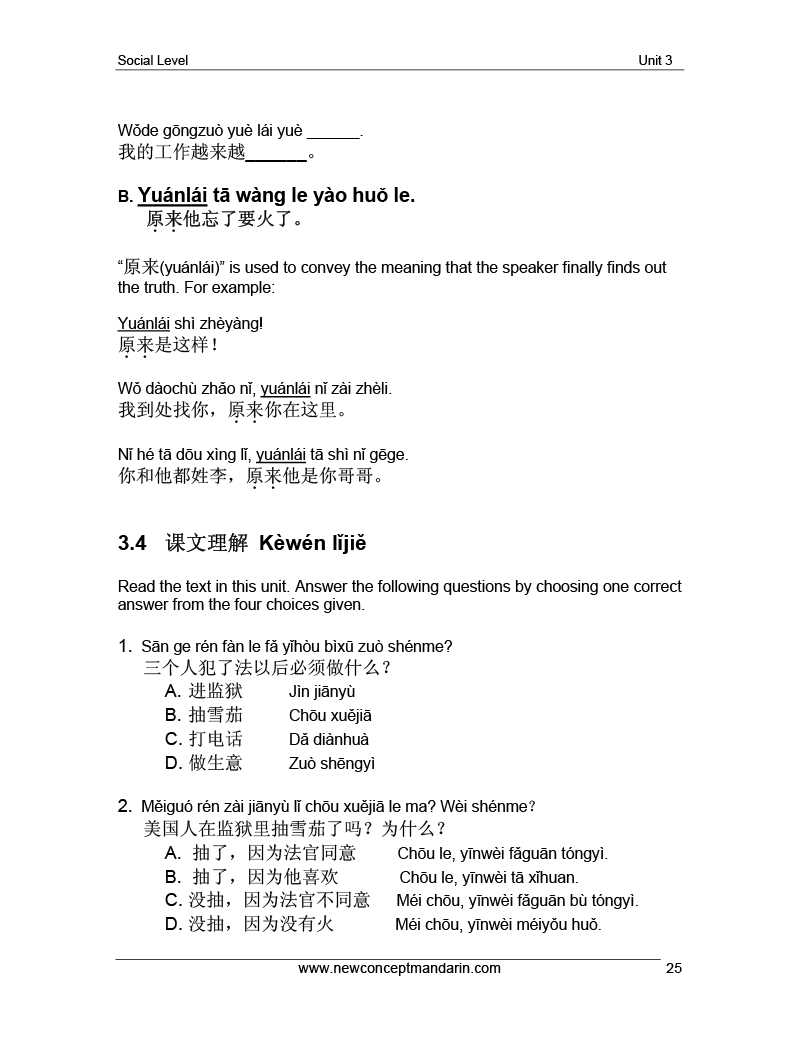 Social Level Unit 3
Wǒde gōngzuò yuè lái yuè ______.
我的工作越来越______。
B. Yuánlái tā wàng le yào huǒ le.
原来他忘了要火了。
“原来(yuánlái)” is used to convey the meaning that the speaker finally finds out
the truth. For example:
Yuánlái shì zhèyàng!
原来是这样！
Wǒ dàochù zhǎo nǐ, yuánlái nǐ zài zhèli.
我到处找你，原来你在这里。
Nǐ hé tā dōu xìng lǐ, yuánlái tā shì nǐ gēge.
你和他都姓李，原来他是你哥哥。
3.4 课文理解 Kèwén lǐjiě
Read the text in this unit. Answer the following questions by choosing one correct
answer from the four choices given.
1. Sān ge rén fàn le fǎ yǐhòu bìxū zuò shénme?
三个人犯了法以后必须做什么？
A. 进监狱 Jìn jiānyù
B. 抽雪茄 Chōu xuějiā
C. 打电话 Dǎ diànhuà
D. 做生意 Zuò shēngyì
2. Měiguó rén zài jiānyù lǐ chōu xuějiā le ma? Wèi shénme？
美国人在监狱里抽雪茄了吗？为什么？
A. 抽了，因为法官同意 Chōu le, yīnwèi fǎguān tóngyì.
B. 抽了，因为他喜欢 Chōu le, yīnwèi tā xǐhuan.
C. 没抽，因为法官不同意 Méi chōu, yīnwèi fǎguān bù tóngyì.
D. 没抽，因为没有火 Méi chōu, yīnwèi méiyǒu huǒ.
www.newconceptmandarin.com 25